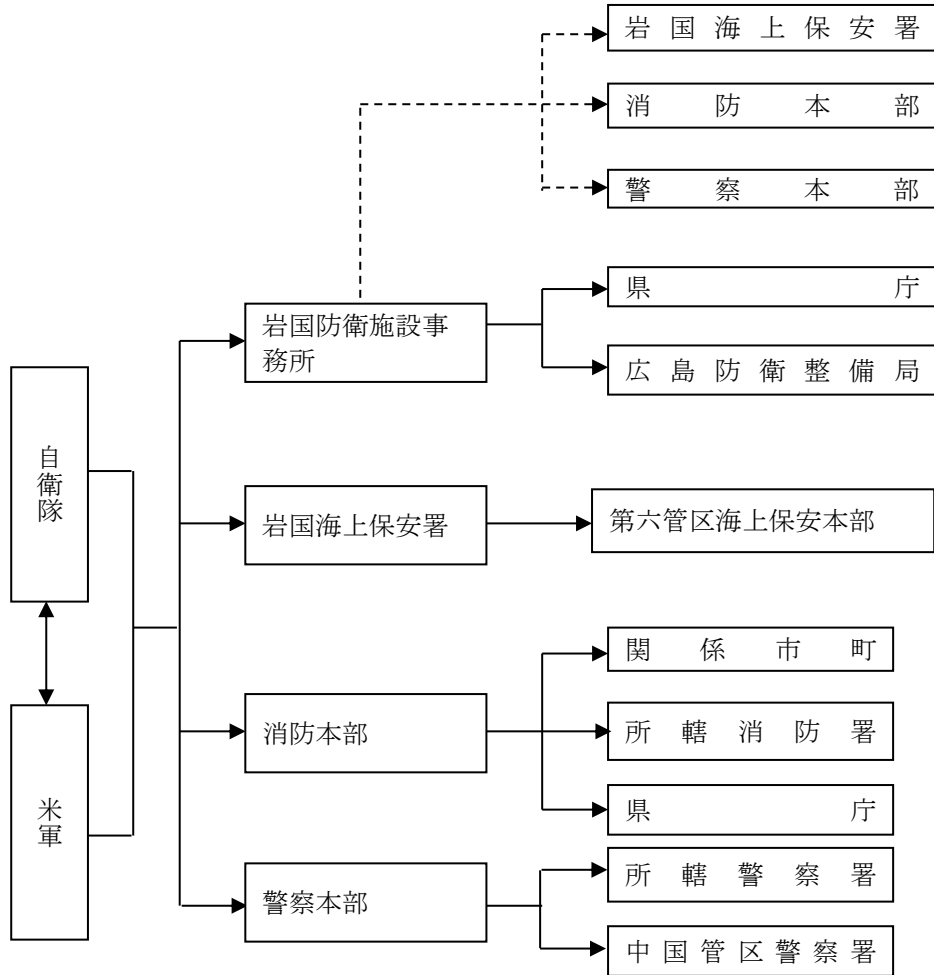 岩国海上保安署
消防本部
警察本部
県庁
岩国防衛施設事
務所
広島防衛整備局
自衛隊
岩国海上保安署
第六管区海上保安本部
関係市町
消防本部
所轄消防署
米軍
県庁
所轄警察署
警察本部
中国管区警察署